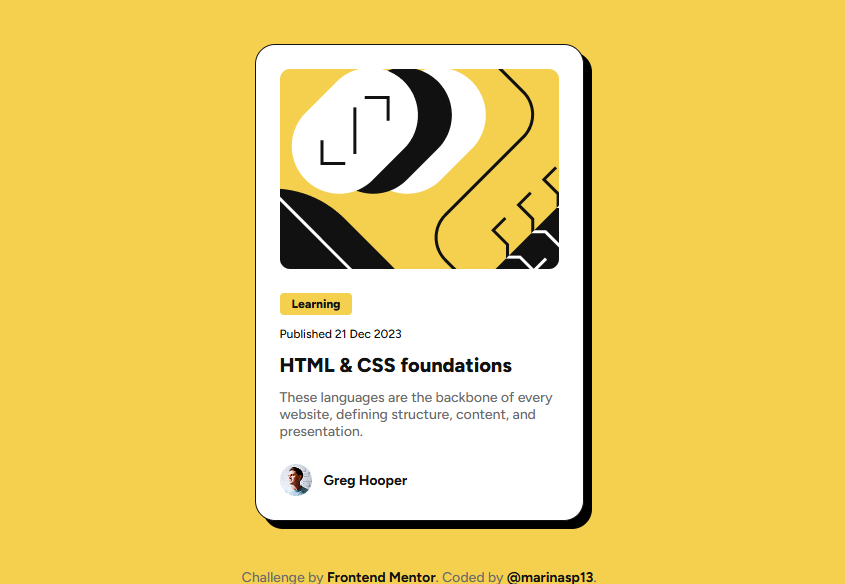 Learning
Published 21 Dec 2023
HTML & CSS foundations
These languages are the backbone of every
website, defining structure, content, and
presentation.
Greg Hooper
Challenge by Frontend Mentor. Coded by @marinasp13.